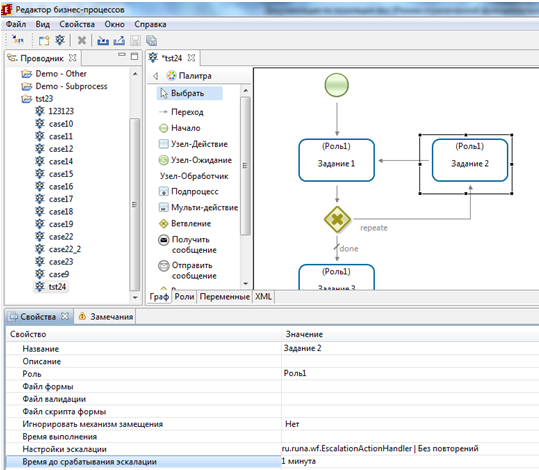 Редактор бизнес-процессов
Файл Вид Свойства Окно Справка
Проводник
Demo - Other
Demo - Subprocess
tst23
123123
case10
case11
case12
case14
case15
case16
case17
case18
case19
case22
case22_2
case23
case9
tst24
*tst24
Палитра
Выбрать
Переход
Начало
Узел-Действие
Узел-Ожидание
Узел-Обработчик
Подпроцесс
Мульти-действие
Ветвление
Получить сообщение
Отправить сообщение
(Роль1)
Задание 1
(Роль1)
Задание 2
repeate
done
(Роль1)
Граф Роли Переменные XML
Свойства Замечания
Свойство Значение
Название Задание 2
Описание
Роль Роль1
Файл формы
Файл валидации
Файл скрипта формы
Игнорировать механизм замещения Нет
Время выполнения
Настройки эскалации ru.runa.wf.EscalationActionHandler | Без повторений
Время до срабатывания эскалации 1 минута